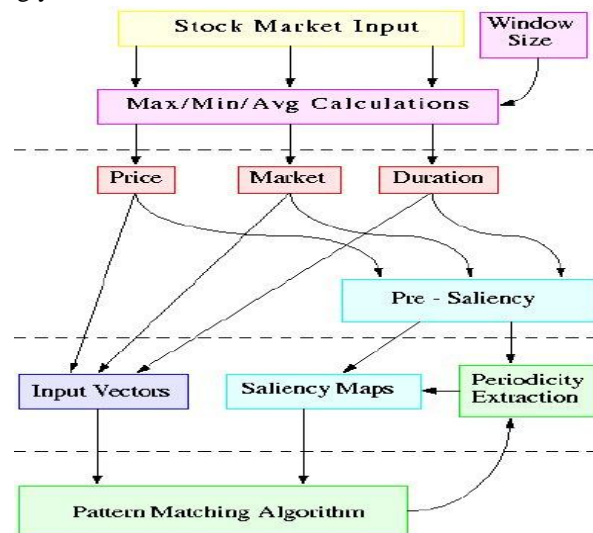 Stock Market Input
Window
Size
Max/Min/Avg Calculations
Price
Market
Duration
Pre - Saliency
Input Vectors
Saliency Maps
Periodicity
Extraction
Pattern Matching Algorithm